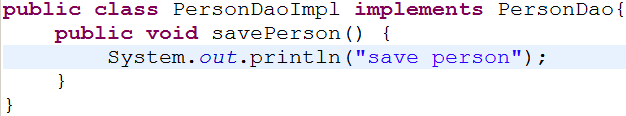 public class PersonDaoImpl implements PersonDao{
    public void savePerson() {
        System.out.println("save person");
    }
}